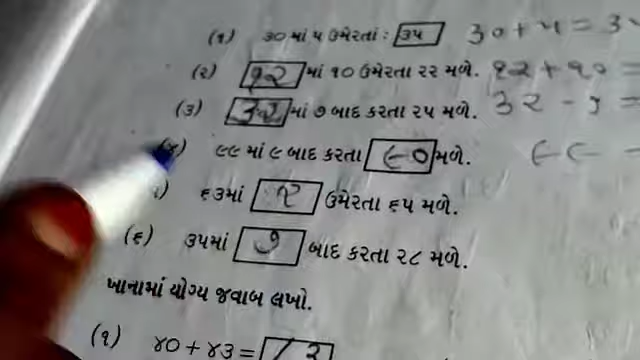 (૧) ૩૦ માં ૫ ઉમેરતાં : ૩૫ ૩૦ + ૫ = ૩
(૨) ૧૨ માં ૧૦ ઉમેરતા ૨૨ મળે. ૧૨ + ૧૦ =
(૩) ૩૨ માં ૭ બાદ કરતા ૨૫ મળે. ૩૨ - ૭ =
(૪) ૯૯ માં ૯ બાદ કરતા ૯૦ મળે. ૯૯ -
) ૬૩માં ૨ ઉમેરતા ૬૫ મળે.
(૬) ૩૫માં ૭ બાદ કરતા ૨૮ મળે.
ખાનામાં યોગ્ય જવાબ લખો.
(૧) ૪૦ + ૪૩ =